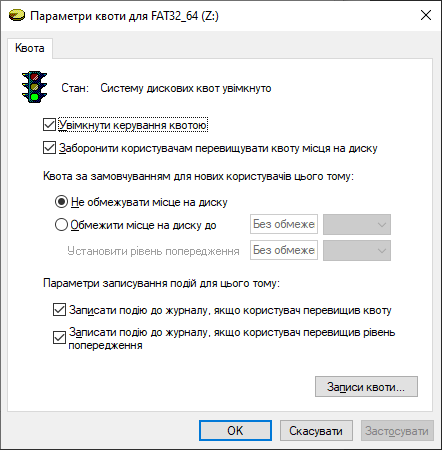 Параметри квоти для FAT32_64 (Z:)
Квота
Стан: Систему дискових квот увімкнуто
Увімкнути керування квотою
Заборонити користувачам перевищувати квоту місця на диску
Квота за замовчуванням для нових користувачів цього тому:
Не обмежувати місце на диску
Обмежити місце на диску до Без обмеже
Установити рівень попередження Без обмеже
Параметри записування подій для цього тому:
Записати подію до журналу, якщо користувач перевищив квоту
Записати подію до журналу, якщо користувач перевищив рівень
попередження
Записи квоти...
OK Скасувати Застосувати